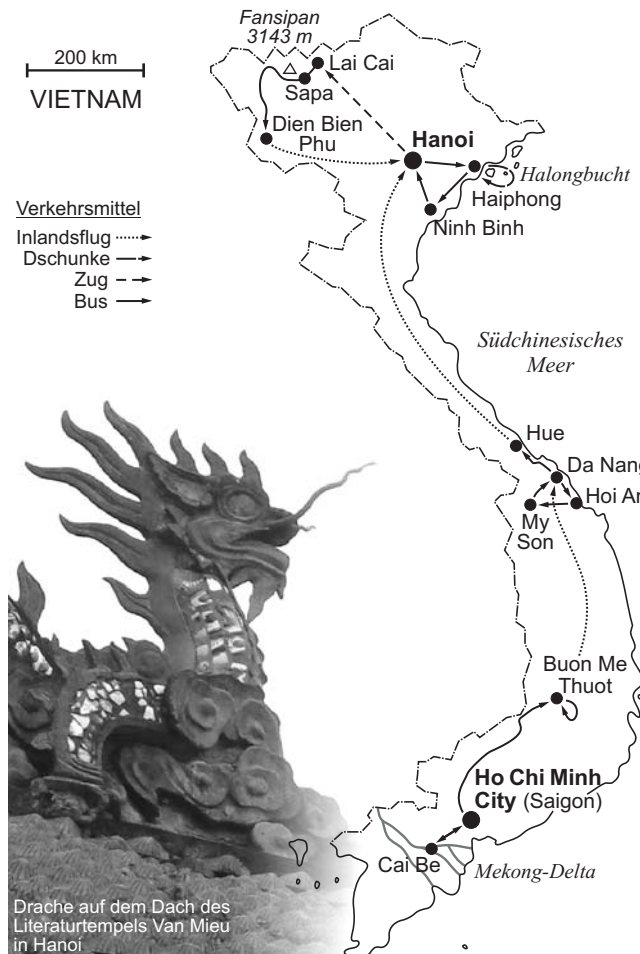 Fansipan
3143 m
200 km
VIETNAM
Lai Cai
Sapa
Dien Bien
Phu
Hanoi
Halongbucht
Haiphong
Ninh Binh
Verkehrsmittel
Inlandsflug
Dschunke
Zug
Bus
Südchinesisches
Meer
Hue
Da Nang
Hoi An
My
Son
Buon Me
Thuot
Ho Chi Minh
City (Saigon)
Cai Be
Mekong-Delta
Drache auf dem Dach des
Literaturtempels Van Mieu
in Hanoi